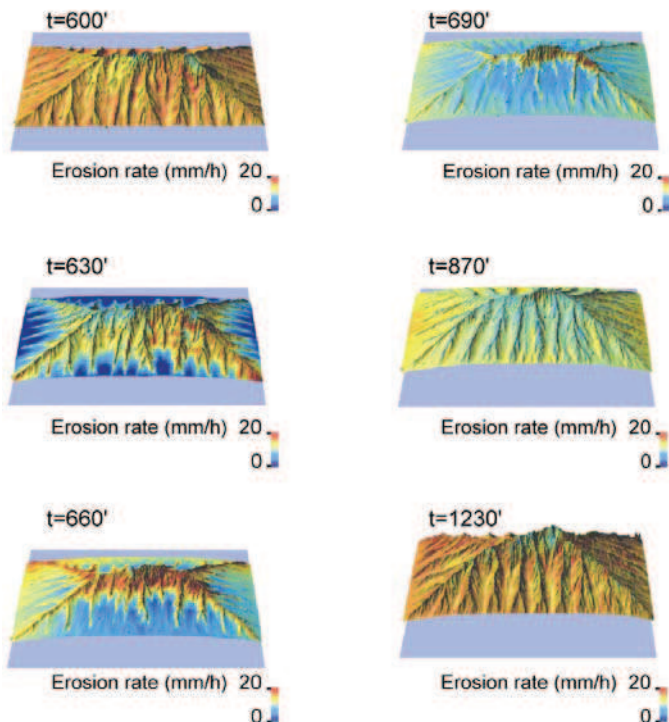 t=600'
Erosion rate (mm/h) 20
0
t=630'
Erosion rate (mm/h) 20
0
t=660'
Erosion rate (mm/h) 20
0
t=690'
Erosion rate (mm/h) 20
0
t=870'
Erosion rate (mm/h) 20
0
t=1230'
Erosion rate (mm/h) 20
0